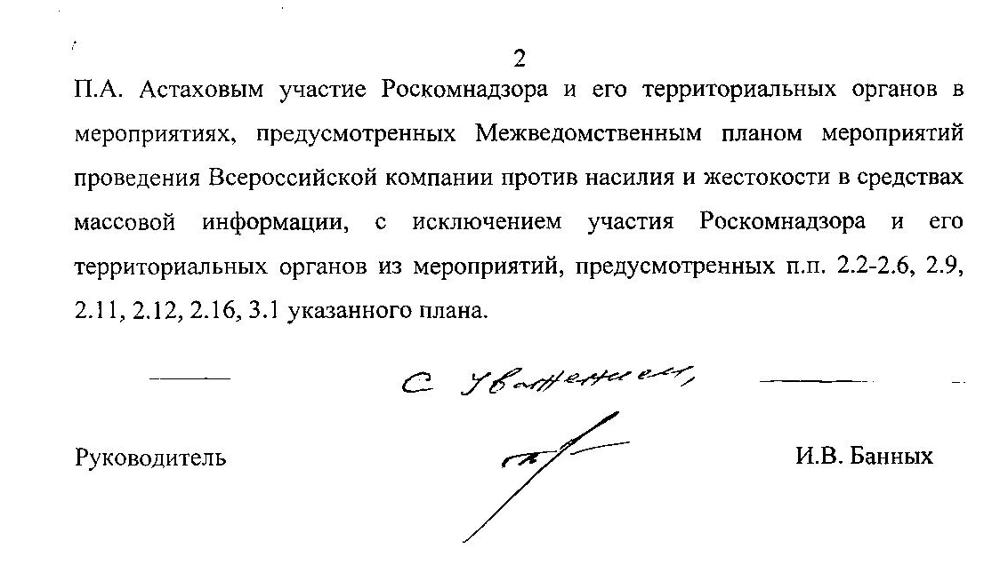 2
П.А. Астаховым участие Роскомнадзора и его территориальных органов в
мероприятиях, предусмотренных Межведомственным планом мероприятий
проведения Всероссийской компании против насилия и жестокости в средствах
массовой информации, с исключением участия Роскомнадзора и его
территориальных органов из мероприятий, предусмотренных п.п. 2.2-2.6, 2.9,
2.11, 2.12, 2.16, 3.1 указанного плана.
С уважением,
Руководитель И.В. Банных